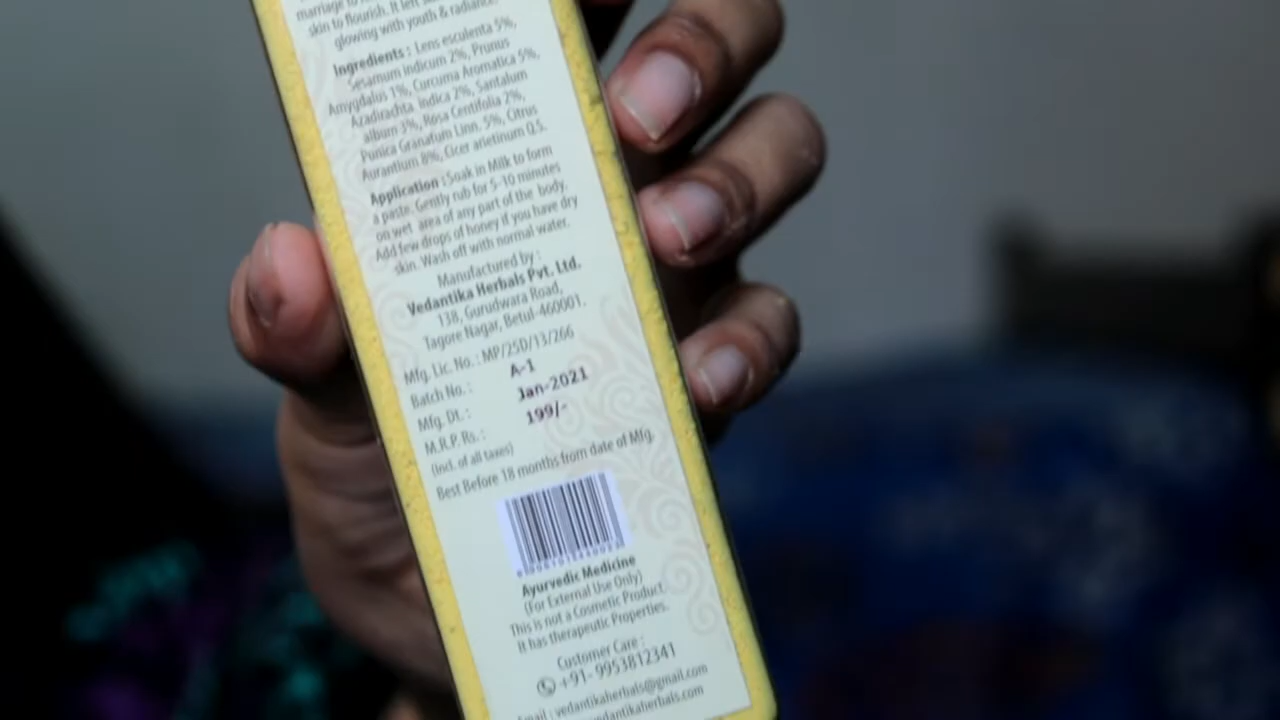 marriage to
skin to flourish. It left
glowing with youth & radiance.
Ingredients : Lens esculenta 5%,
Sesamum indicum 2%, Prunus
Amygdalus 1%, Curcuma Aromatica 5%,
Azadirachta indica 2%, Santalum
album 3%, Rosa Centifolia 2%,
Punica Granatum Linn. 5%, Citrus
Aurantium 8%, Cicer arietinum Q.S.
Application : Soak in Milk to form
a paste. Gently rub for 5-10 minutes
on wet area of any part of the body.
Add few drops of honey if you have dry
skin. Wash off with normal water.
Manufactured by :
Vedantika Herbals Pvt. Ltd.
138, Gurudwara Road,
Tagore Nagar, Betul-460001.
Mfg. Lic. No. : MP/25D/13/266
Batch No. : A-1
Mfg. Dt. : Jan-2021
M.R.P. Rs. : 199/-
(Incl. of all taxes)
Best Before 18 months from date of Mfg.
Ayurvedic Medicine
(For External Use Only)
This is not a Cosmetic Product.
It has therapeutic Properties.
Customer Care :
+91- 9953812341
Email : vedantikaherbals@gmail.com
vedantikaherbals.com